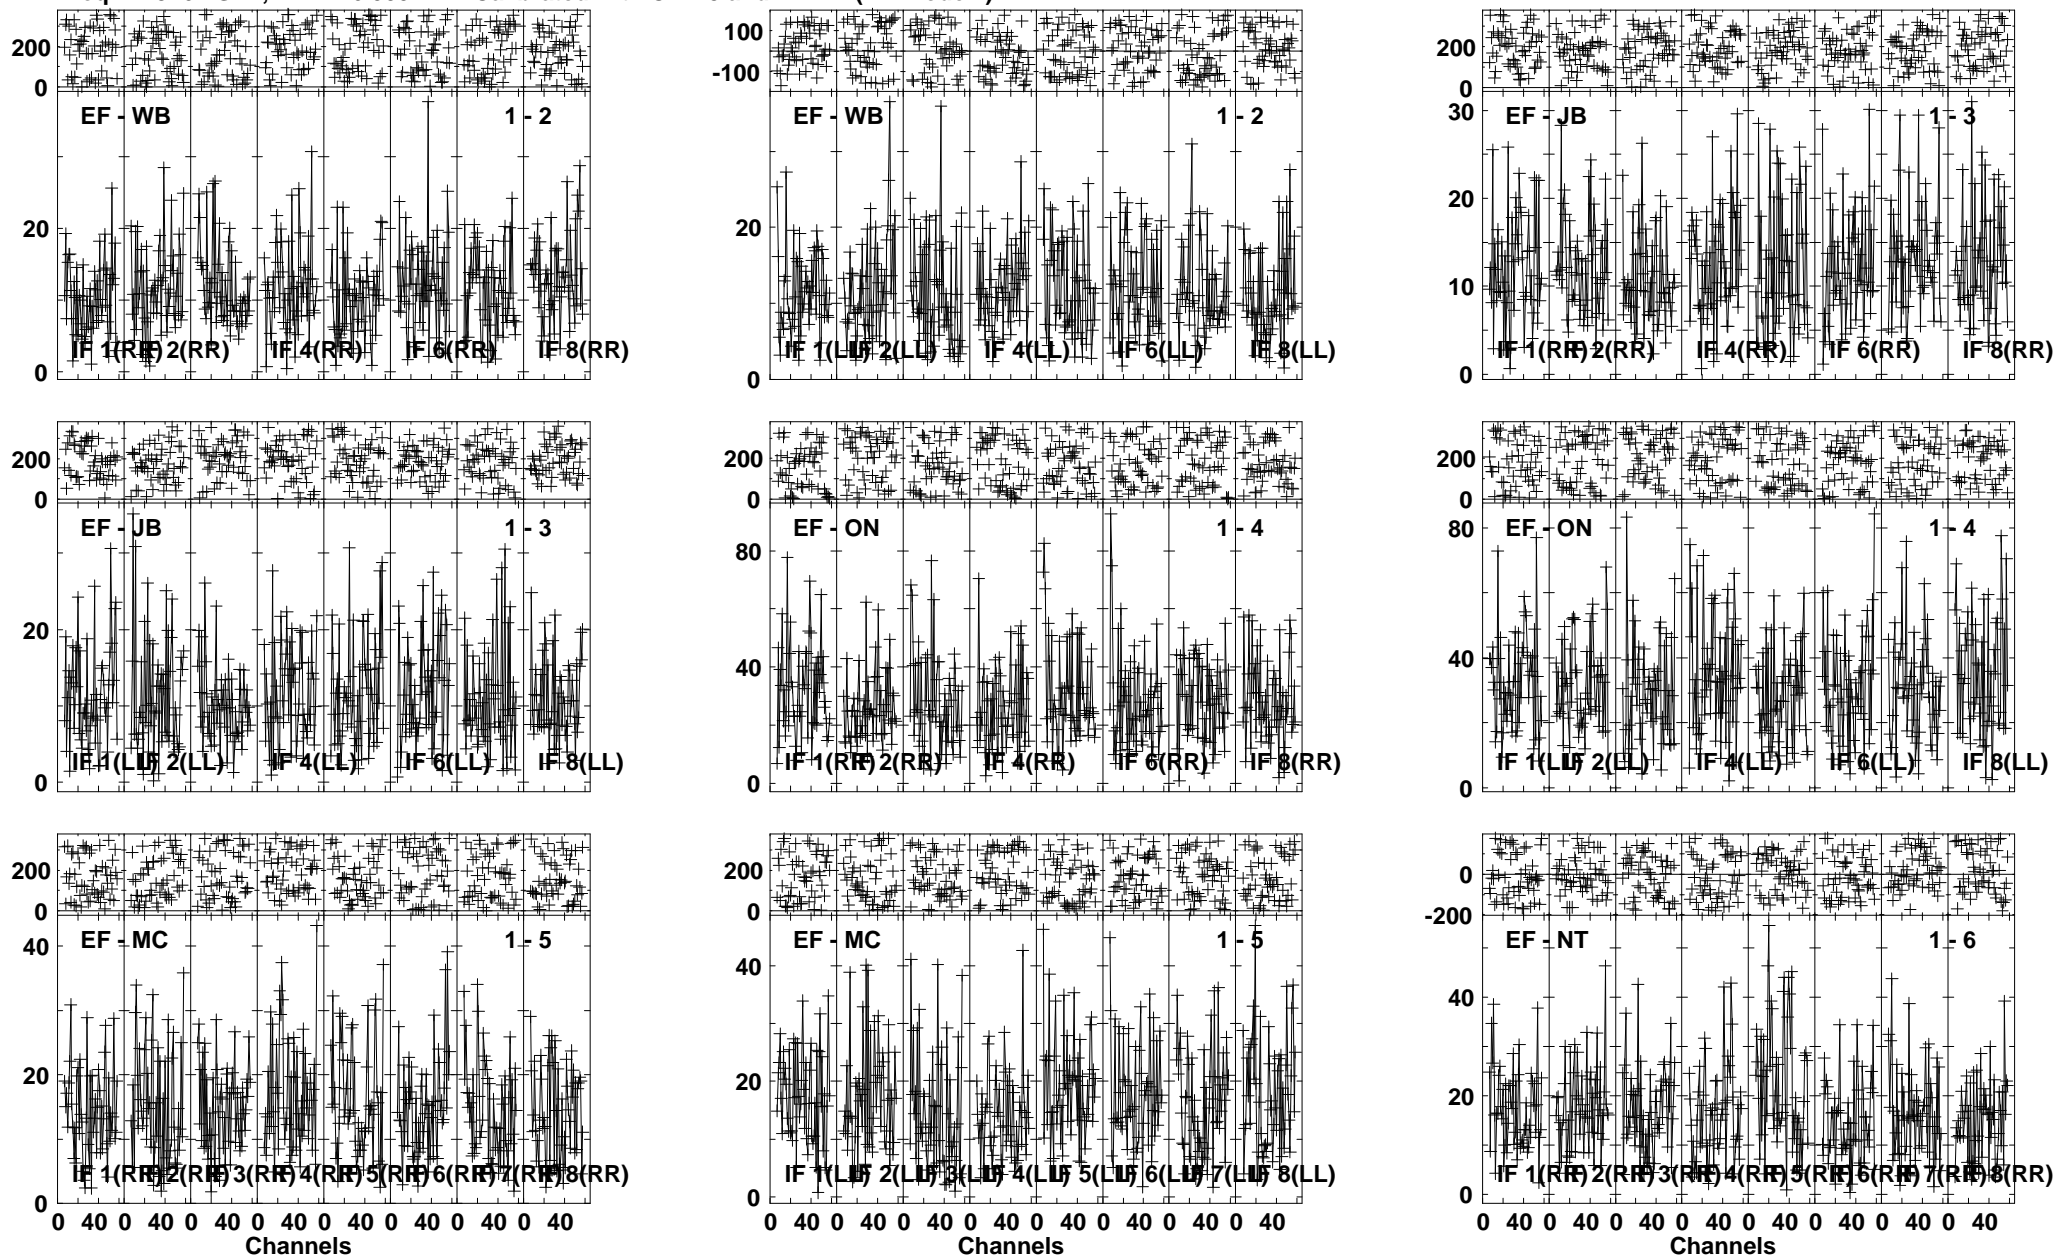 200
0
100
-100
200
0
EF - WB 1 - 2
EF - WB 1 - 2
EF - JB 1 - 3
20
0
20
0
30
20
10
0
IF 1(RR) IF 2(RR) IF 4(RR) IF 6(RR) IF 8(RR)
IF 1(LL) IF 2(LL) IF 4(LL) IF 6(LL) IF 8(LL)
IF 1(RR) IF 2(RR) IF 4(RR) IF 6(RR) IF 8(RR)
200
0
200
0
200
0
EF - JB 1 - 3
EF - ON 1 - 4
EF - ON 1 - 4
20
0
80
40
0
80
40
0
IF 1(LL) IF 2(LL) IF 4(LL) IF 6(LL) IF 8(LL)
IF 1(RR) IF 2(RR) IF 4(RR) IF 6(RR) IF 8(RR)
IF 1(LL) IF 2(LL) IF 4(LL) IF 6(LL) IF 8(LL)
200
0
200
0
0
-200
EF - MC 1 - 5
EF - MC 1 - 5
EF - NT 1 - 6
40
20
0
40
20
0
40
20
0
IF 1(RR) IF 2(RR) IF 3(RR) IF 4(RR) IF 5(RR) IF 6(RR) IF 7(RR) IF 8(RR)
IF 1(LL) IF 2(LL) IF 3(LL) IF 4(LL) IF 5(LL) IF 6(LL) IF 7(LL) IF 8(LL)
IF 1(RR) IF 2(RR) IF 3(RR) IF 4(RR) IF 5(RR) IF 6(RR) IF 7(RR) IF 8(RR)
0 40 0 40 0 40 0 40 0 40 0 40 0 40 0 40
0 40 0 40 0 40 0 40 0 40 0 40 0 40 0 40
0 40 0 40 0 40 0 40 0 40 0 40 0 40 0 40
Channels
Channels